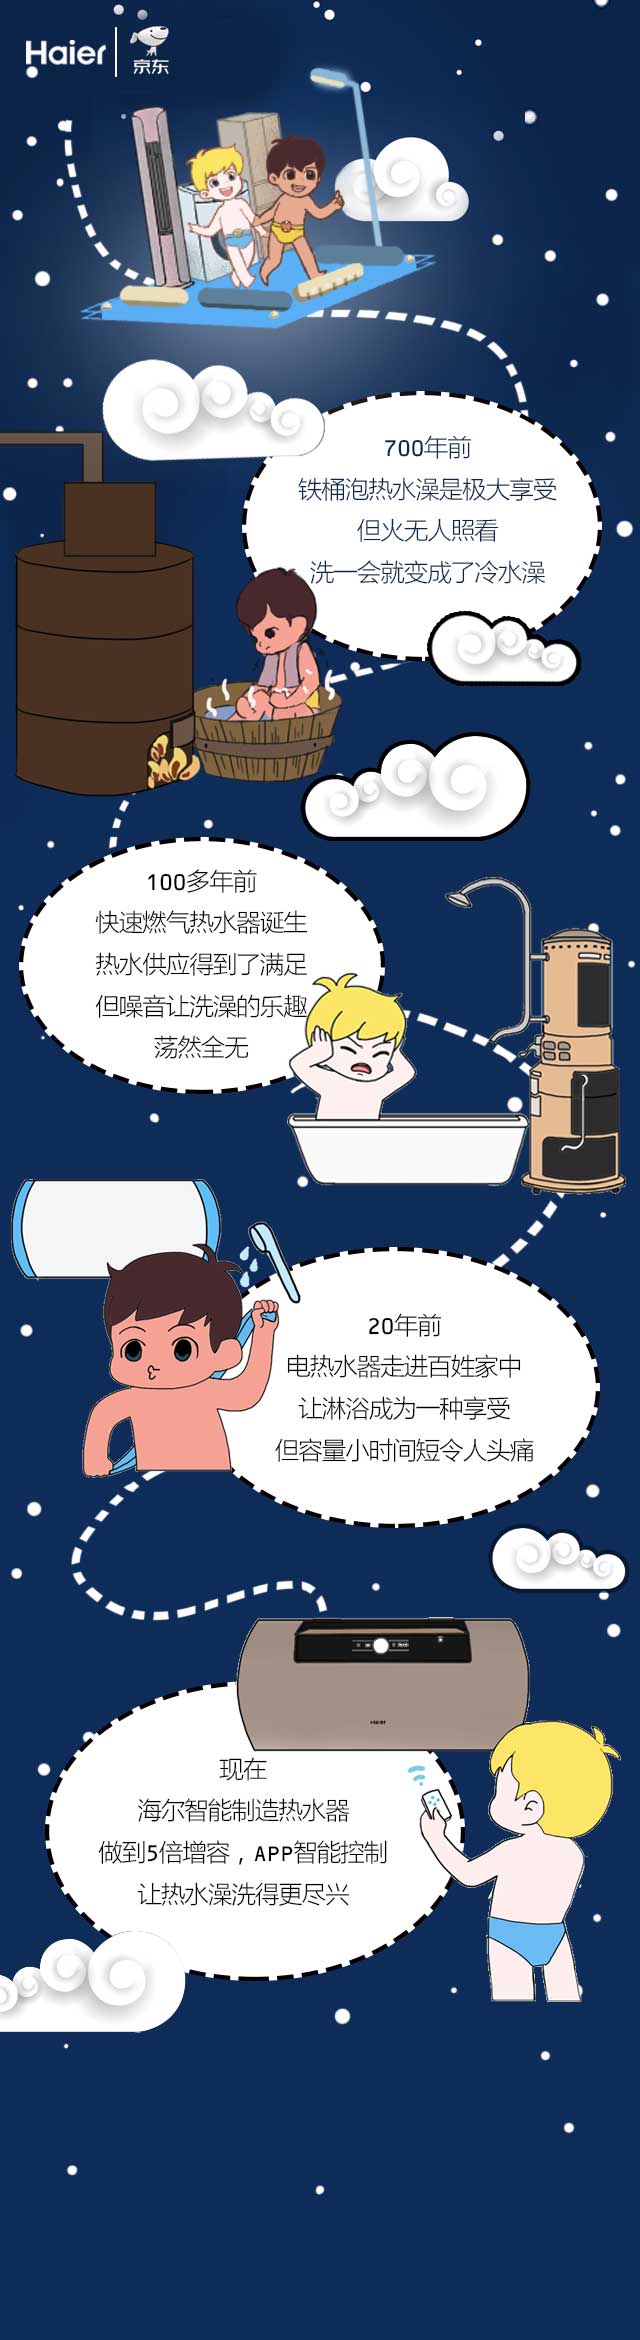 Haier
京东
700年前
铁桶泡热水澡是极大享受
但火无人照看
洗一会就变成了冷水澡
100多年前
快速燃气热水器诞生
热水供应得到了满足
但噪音让洗澡的乐趣
荡然全无
20年前
电热水器走进百姓家中
让淋浴成为一种享受
但容量小时间短令人头痛
Haier
现在
海尔智能制造热水器
做到5倍增容，APP智能控制
让热水澡洗得更尽兴